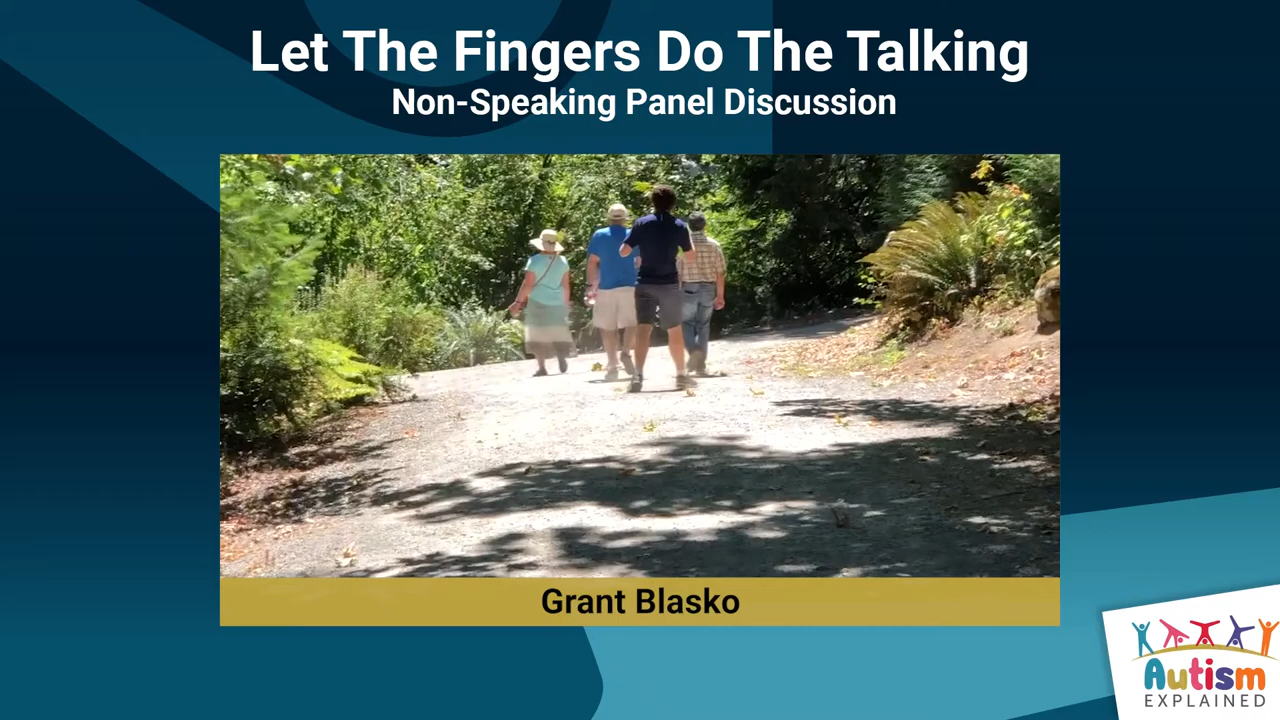 Let The Fingers Do The Talking
Non-Speaking Panel Discussion
Grant Blasko
Autism
EXPLAINED